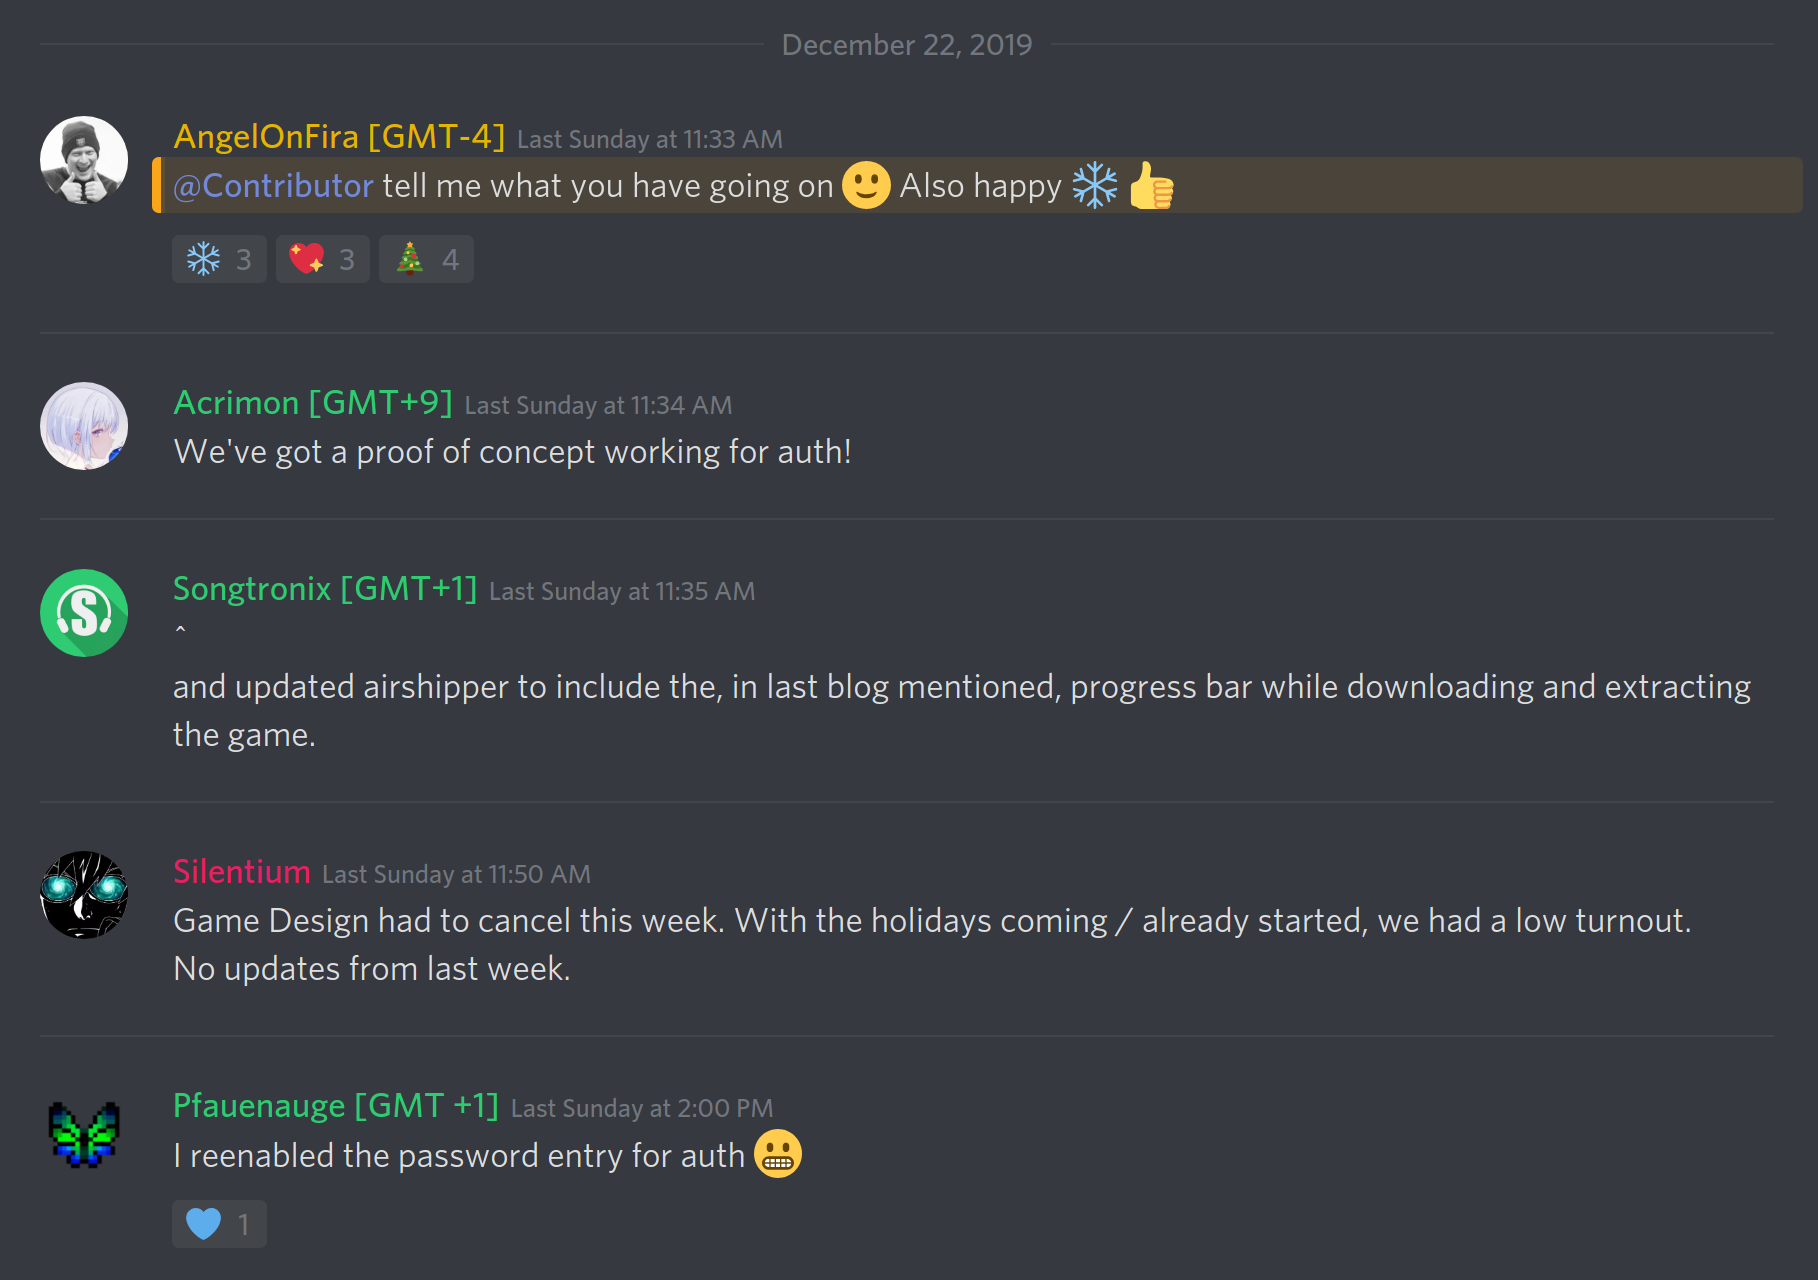 December 22, 2019
AngelOnFira [GMT-4] Last Sunday at 11:33 AM
@Contributor tell me what you have going on 🙂 Also happy ❄️ 👍
❄️ 3 💖 3 🎄 4
Acrimon [GMT+9] Last Sunday at 11:34 AM
We've got a proof of concept working for auth!
Songtronix [GMT+1] Last Sunday at 11:35 AM
^
and updated airshipper to include the, in last blog mentioned, progress bar while downloading and extracting
the game.
S
Silentium Last Sunday at 11:50 AM
Game Design had to cancel this week. With the holidays coming / already started, we had a low turnout.
No updates from last week.
Pfauenauge [GMT +1] Last Sunday at 2:00 PM
I reenabled the password entry for auth 😬
💙 1